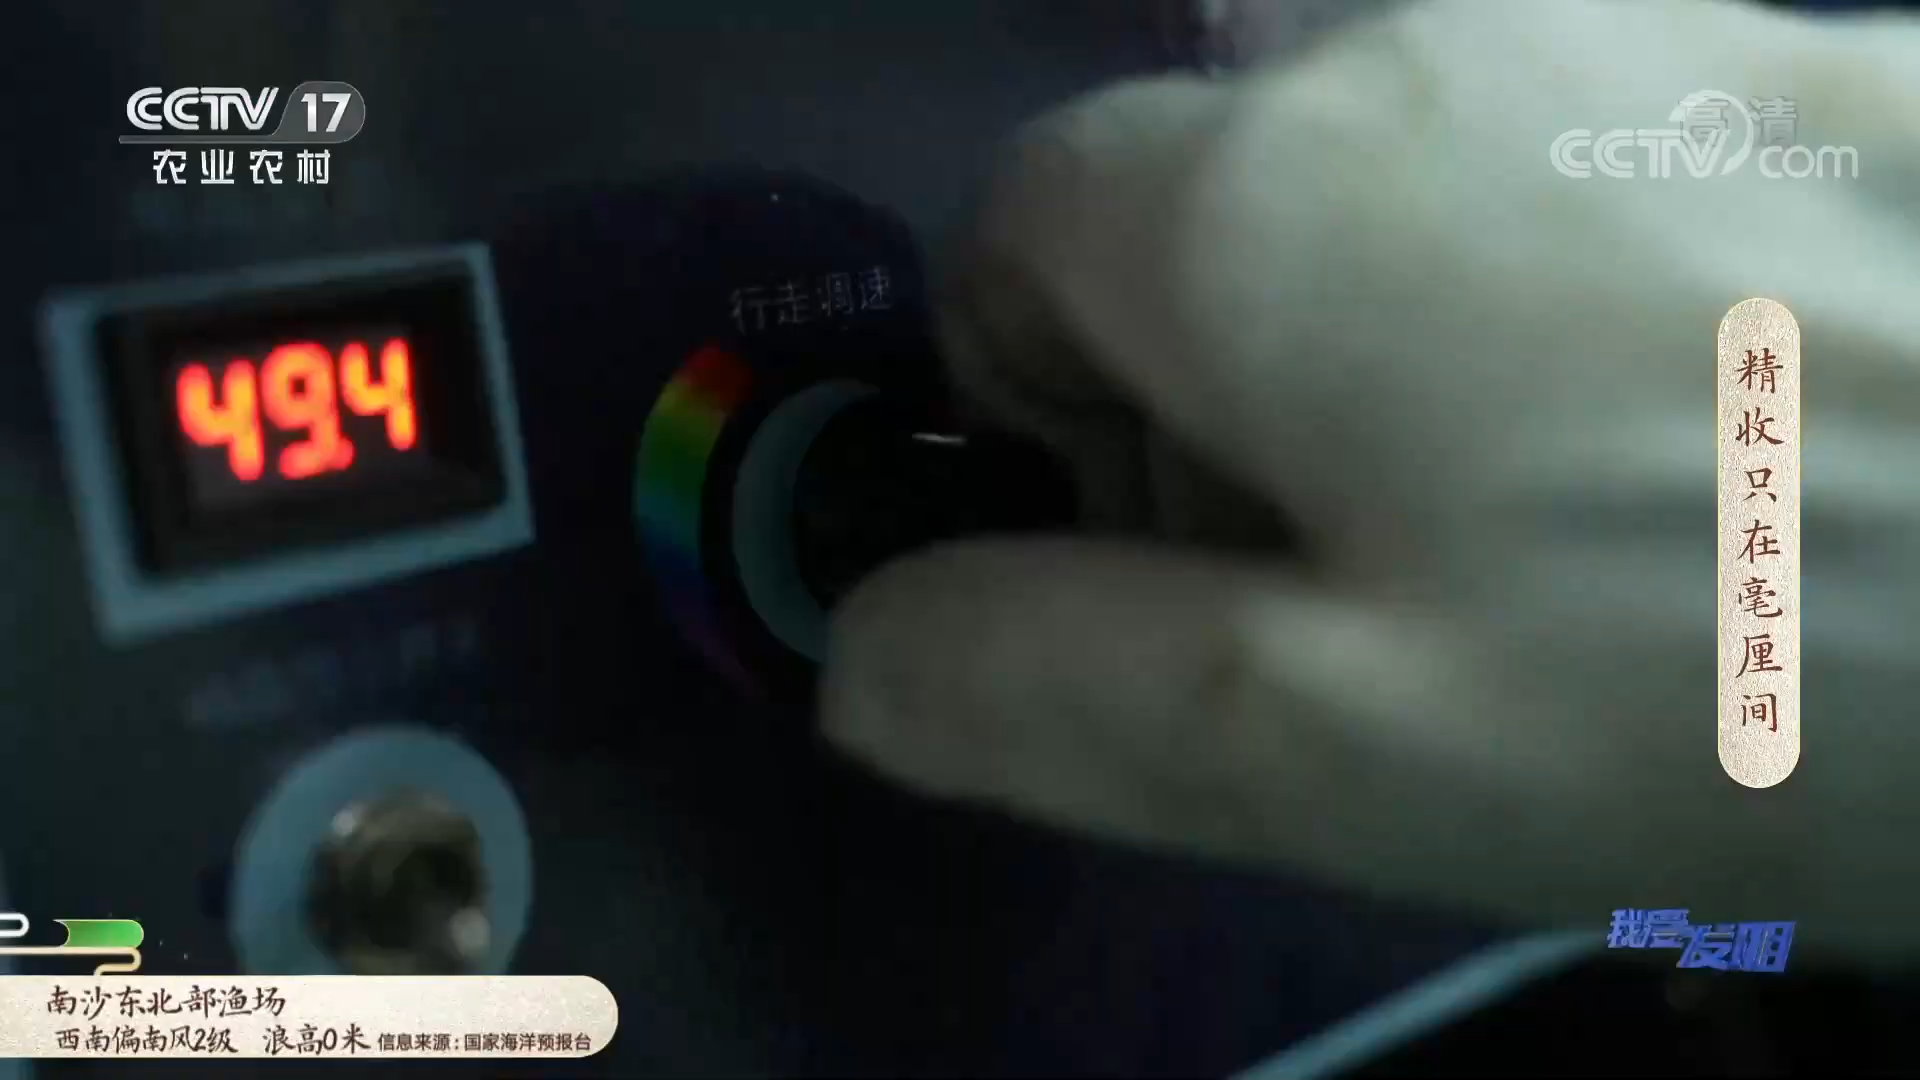 CCTV 17
农业农村
高清
CCTV com
行走调速
49.4
精收只在毫厘间
我爱发明
南沙东北部渔场
西南偏南风2级 浪高0米 信息来源:国家海洋预报台